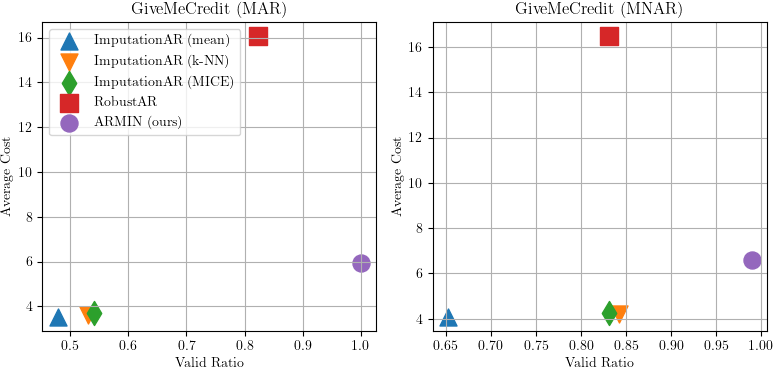 GiveMeCredit (MAR)
ImputationAR (mean)
ImputationAR (k-NN)
ImputationAR (MICE)
RobustAR
ARMIN (ours)
16
14
12
10
8
6
4
Average Cost
0.5
0.6
0.7
0.8
0.9
1.0
Valid Ratio
GiveMeCredit (MNAR)
16
14
12
10
8
6
4
Average Cost
0.65
0.70
0.75
0.80
0.85
0.90
0.95
1.00
Valid Ratio